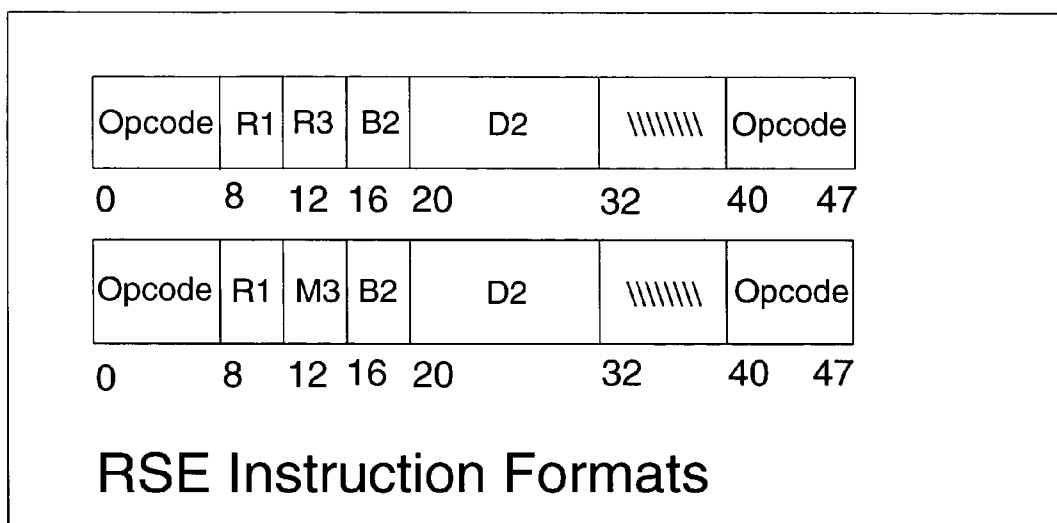 Opcode R1 R3 B2 D2 \\\\\\\\ Opcode
0 8 12 16 20 32 40 47
Opcode R1 M3 B2 D2 \\\\\\\\ Opcode
0 8 12 16 20 32 40 47
RSE Instruction Formats